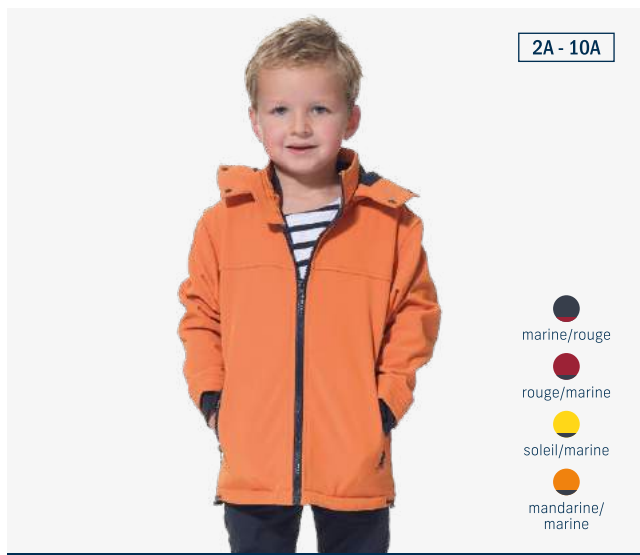 2A - 10A
marine/rouge
rouge/marine
soleil/marine
mandarine/
marine